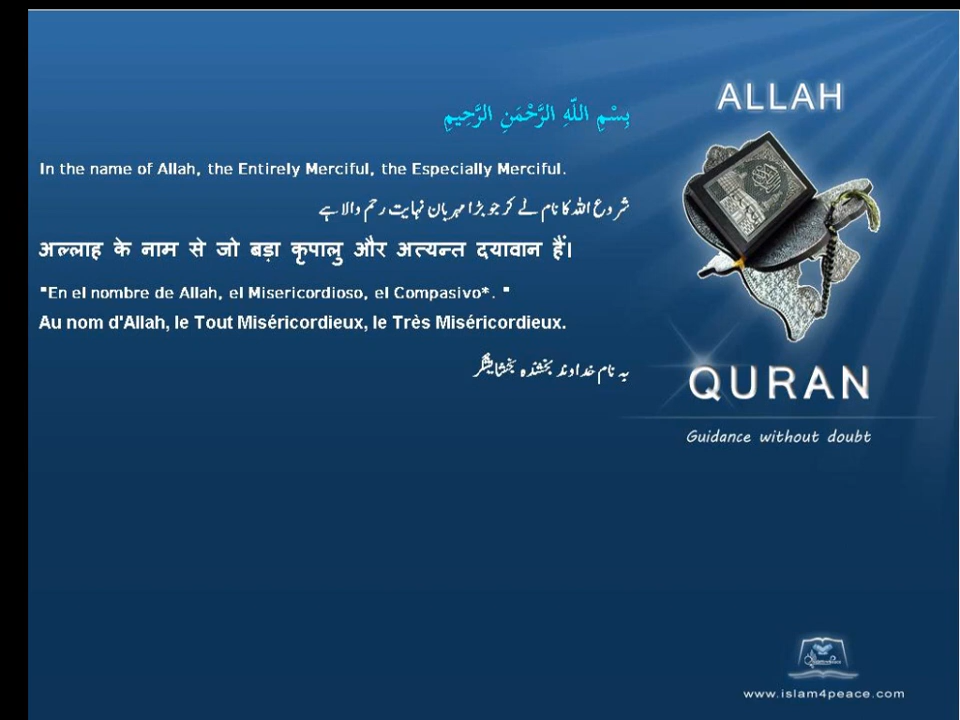 بِسْمِ اللَّهِ الرَّحْمَنِ الرَّحِيمِ
In the name of Allah, the Entirely Merciful, the Especially Merciful.
شروع اللہ کا نام لے کر جو بڑا مہربان نہایت رحم والا ہے
अल्लाह के नाम से जो बड़ा कृपालु और अत्यन्त दयावान हैं।
"En el nombre de Allah, el Misericordioso, el Compasivo*. "
Au nom d'Allah, le Tout Miséricordieux, le Très Miséricordieux.
به نام خداوند بخشنده بخشایشگر
ALLAH
QURAN
Guidance without doubt
www.islam4peace.com